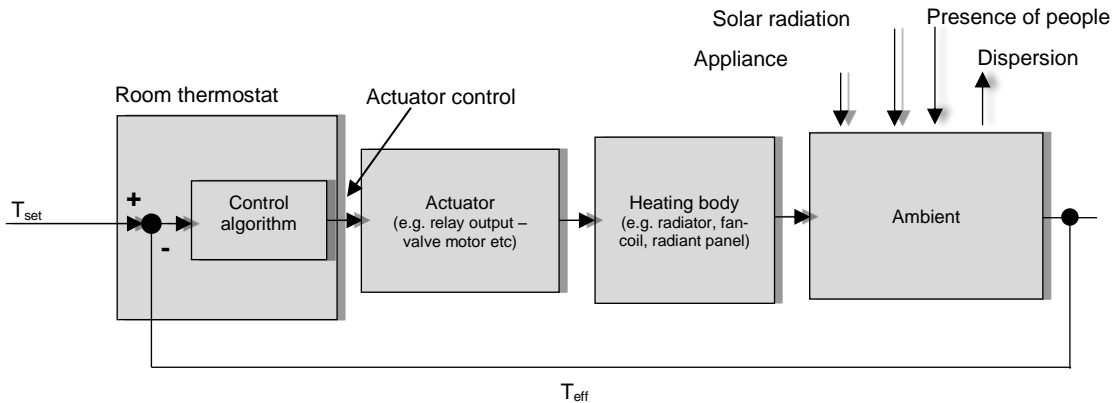 Solar radiation
Presence of people
Appliance
Dispersion
Room thermostat
Actuator control
+
T_set
-
Control
algorithm
Actuator
(e.g. relay output –
valve motor etc)
Heating body
(e.g. radiator, fan-
coil, radiant panel)
Ambient
T_eff